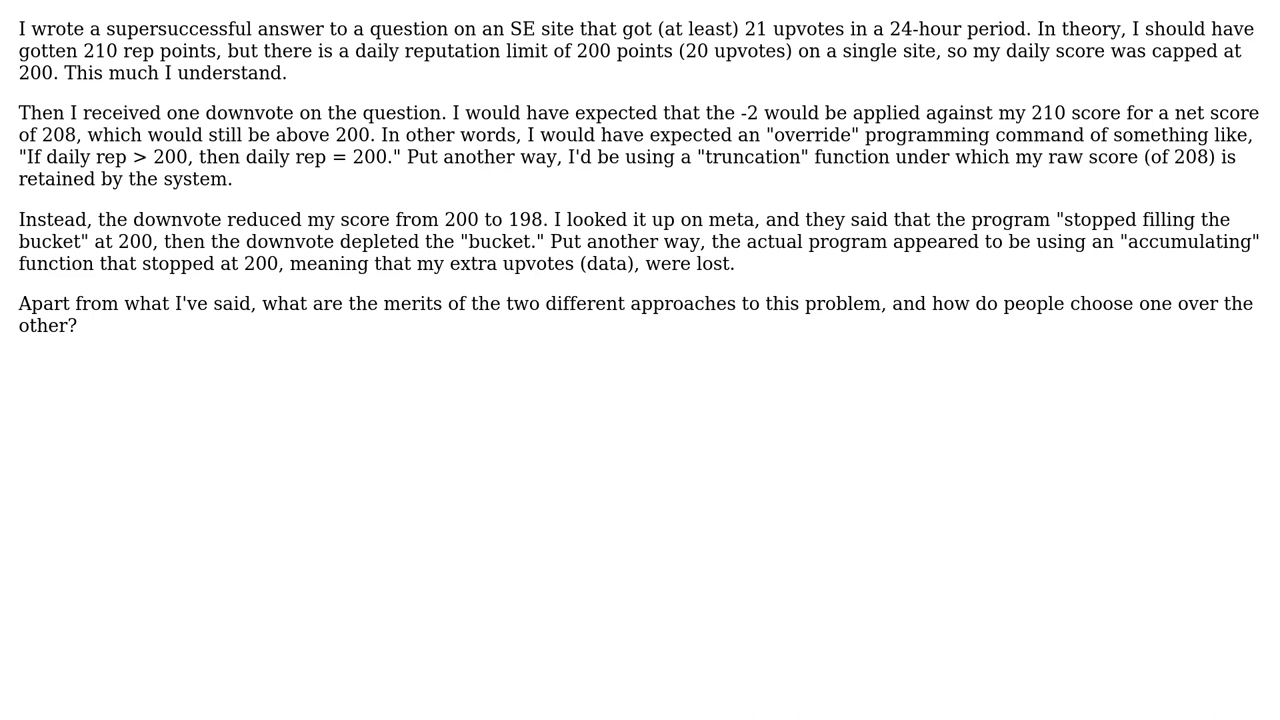 I wrote a supersuccessful answer to a question on an SE site that got (at least) 21 upvotes in a 24-hour period. In theory, I should have
gotten 210 rep points, but there is a daily reputation limit of 200 points (20 upvotes) on a single site, so my daily score was capped at
200. This much I understand.
Then I received one downvote on the question. I would have expected that the -2 would be applied against my 210 score for a net score
of 208, which would still be above 200. In other words, I would have expected an "override" programming command of something like,
"If daily rep > 200, then daily rep = 200." Put another way, I'd be using a "truncation" function under which my raw score (of 208) is
retained by the system.
Instead, the downvote reduced my score from 200 to 198. I looked it up on meta, and they said that the program "stopped filling the
bucket" at 200, then the downvote depleted the "bucket." Put another way, the actual program appeared to be using an "accumulating"
function that stopped at 200, meaning that my extra upvotes (data), were lost.
Apart from what I've said, what are the merits of the two different approaches to this problem, and how do people choose one over the
other?